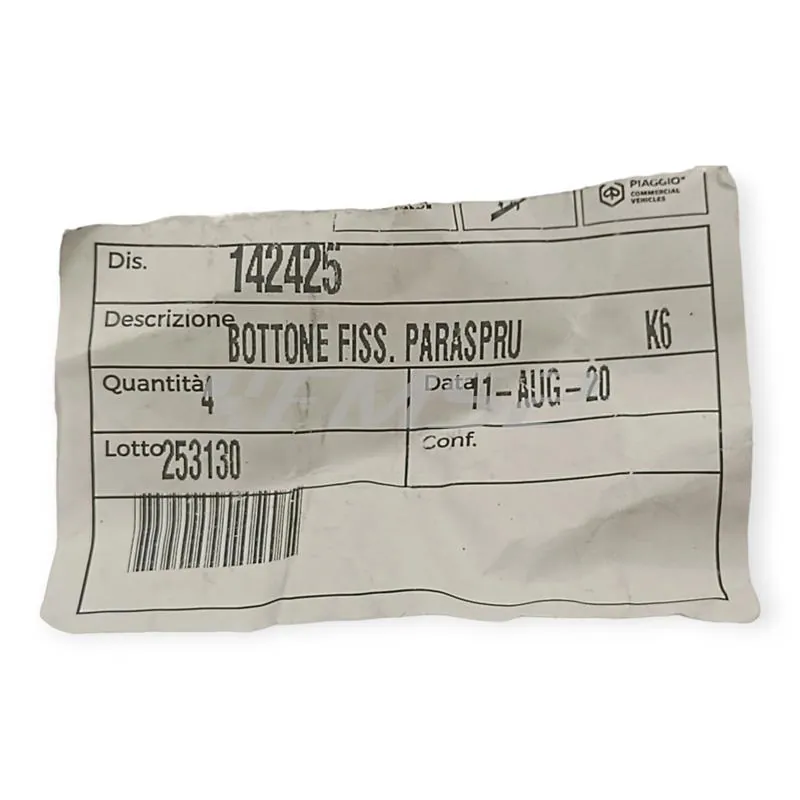 PIAGGIO
COMMERCIAL
VEHICLES
Dis. 142425
Descrizione BOTTONE FISS. PARASPRU K6
Quantità 4 Data 11-AUG-20
Lotto 253130 Conf.